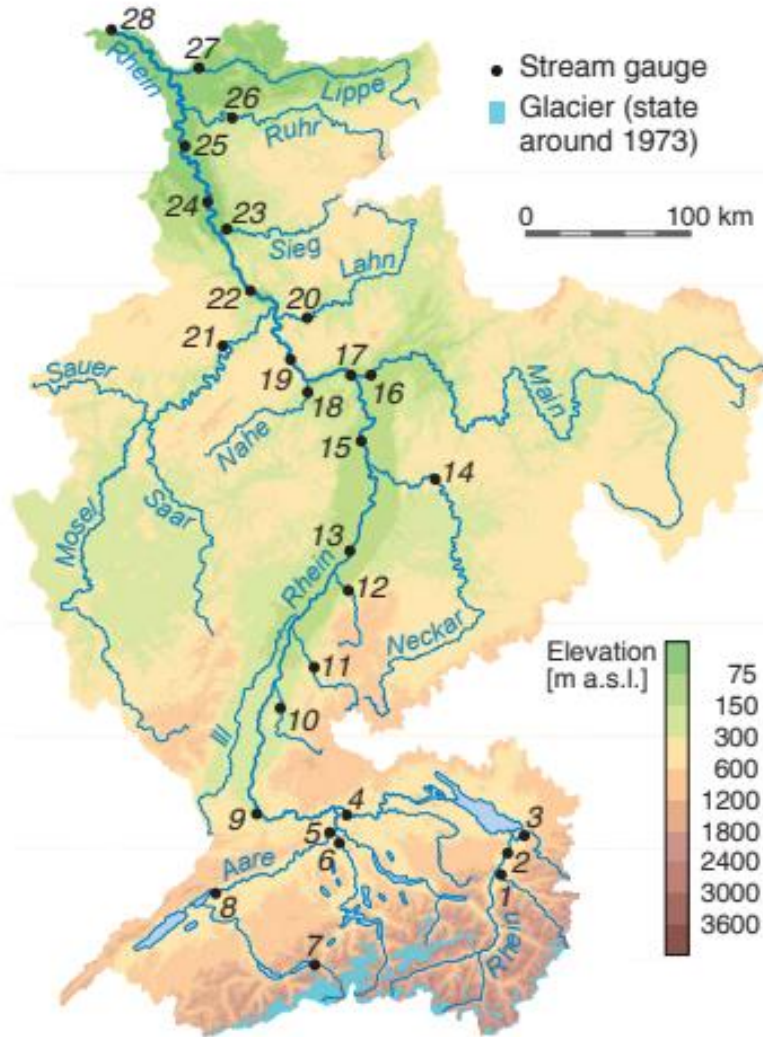 28
Rhein
27
Lippe
26
Ruhr
25
24
23
Sieg
Lahn
22
20
21
Sauer
19
17
16
18
Main
Nahe
15
14
Mosel
Saar
13
Rhein
12
Neckar
11
10
Ill
9
4
3
5
6
2
Aare
1
8
7
Rhein
Stream gauge
Glacier (state
around 1973)
0 100 km
Elevation
[m a.s.l.]
75
150
300
600
1200
1800
2400
3000
3600